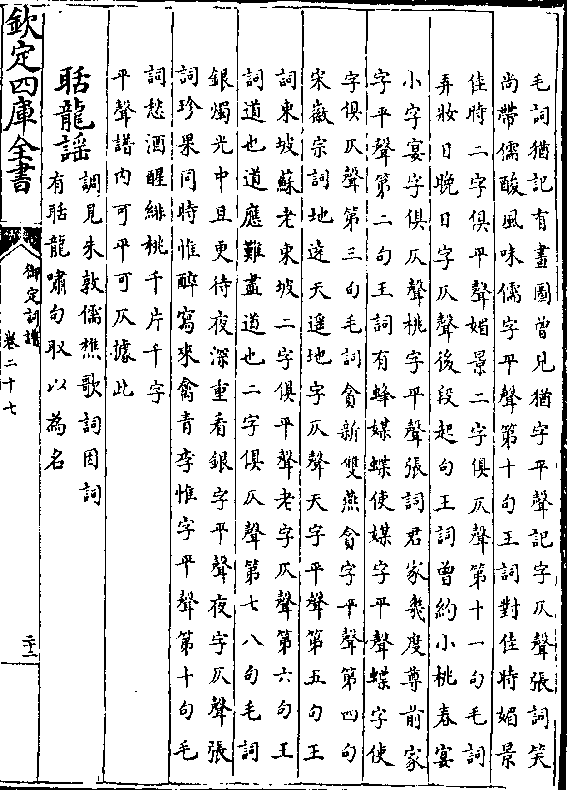 毛詞猶記有畫圖曾見猶字平聲記字仄聲張詞笑
尚帶儒酸風味儒字平聲第十句王詞對佳時媚景
佳時二字俱平聲媚景二字俱仄聲第十一句毛詞
弄妝日晚日字仄聲後段起句王詞曾約小桃春宴
小字宴字俱仄聲桃字平聲張詞君家幾度尊前家
字平聲第二句王詞有蜂媒蝶使媒字平聲蝶字使
字俱仄聲第三句毛詞貪新雙燕貪字平聲第四句
宋徽宗詞地遠天遥地字仄聲天字平聲第五句王
詞東坡蘇老東坡二字俱平聲老字仄聲第六句王
詞道也道應難盡道也二字俱仄聲第七八句毛詞
銀燭光中且更待夜深重看銀字平聲夜字仄聲張
詞珍果同時惟醉寫來禽青李惟字平聲第十句毛
詞愁酒醒緋桃千片千字
平聲譜内可平可仄據此
聒龍謡
調見朱敦儒樵歌詞因詞
有聒龍嘯句取以為名
欽定四庫全書
御定詞譜
卷二十七
二十二